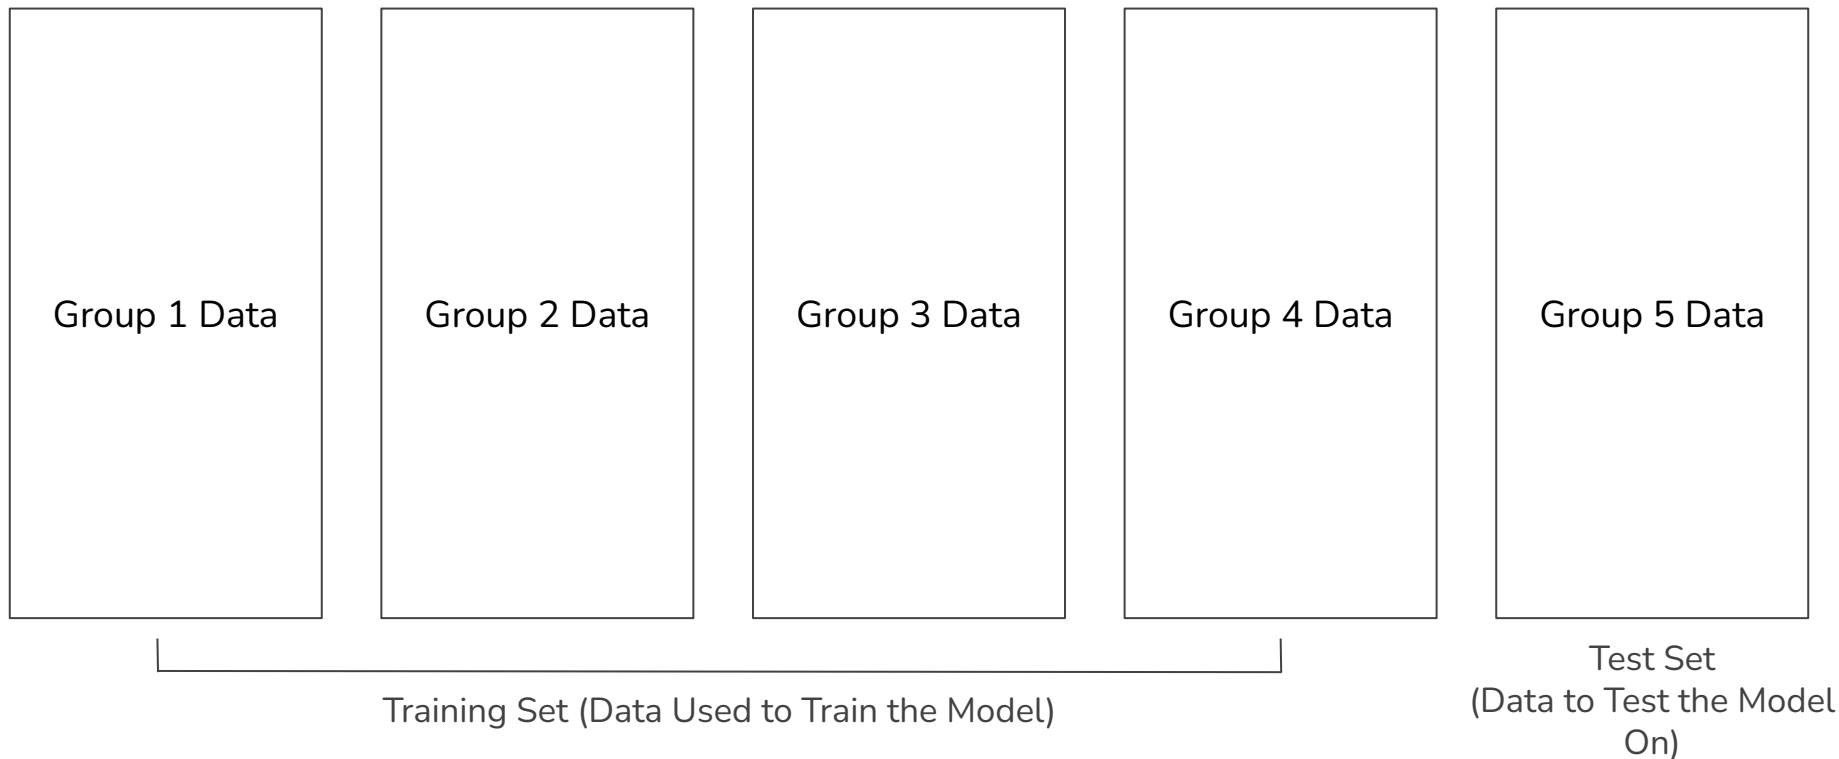 Group 1 Data
Group 2 Data
Group 3 Data
Group 4 Data
Group 5 Data
Training Set (Data Used to Train the Model)
Test Set
(Data to Test the Model
On)